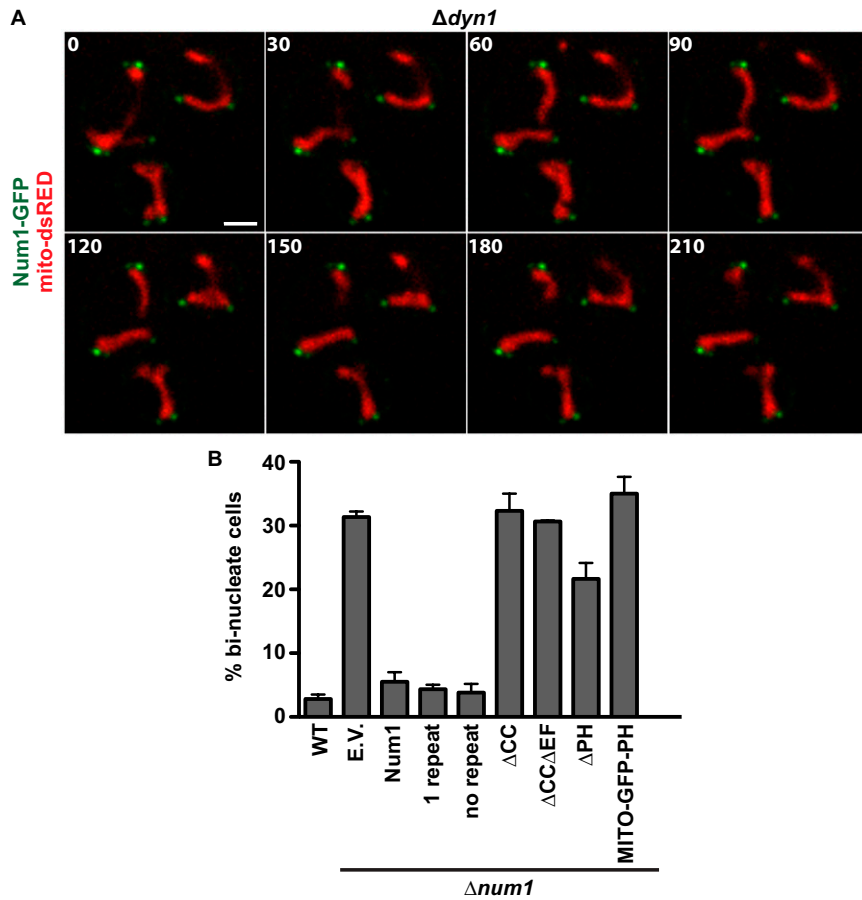 A
Δdyn1
Num1-GFP
mito-dsRED
0
30
60
90
120
150
180
210
B
% bi-nucleate cells
40
30
20
10
0
WT
E.V.
Num1
1 repeat
no repeat
ΔCC
ΔCCΔEF
ΔPH
MITO-GFP-PH
Δnum1